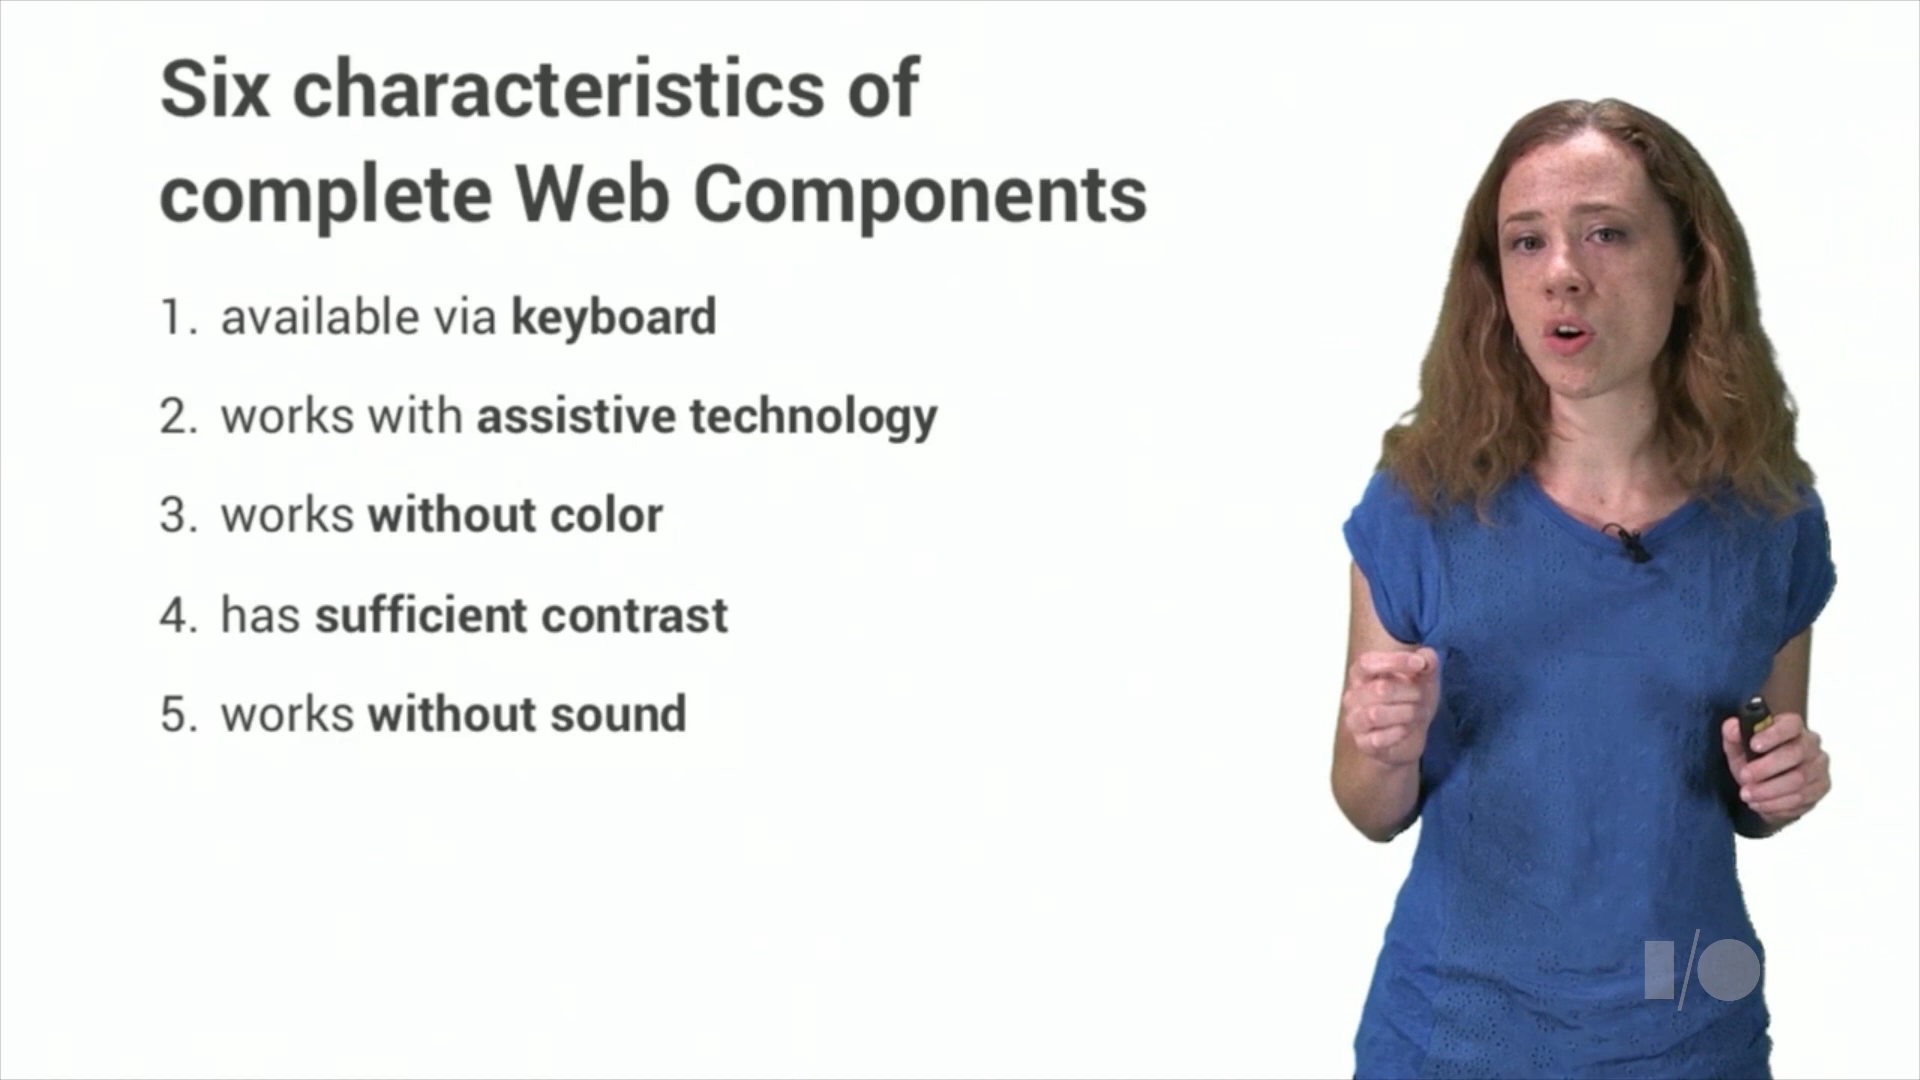 Six characteristics of
complete Web Components
1. available via keyboard
2. works with assistive technology
3. works without color
4. has sufficient contrast
5. works without sound
I/O